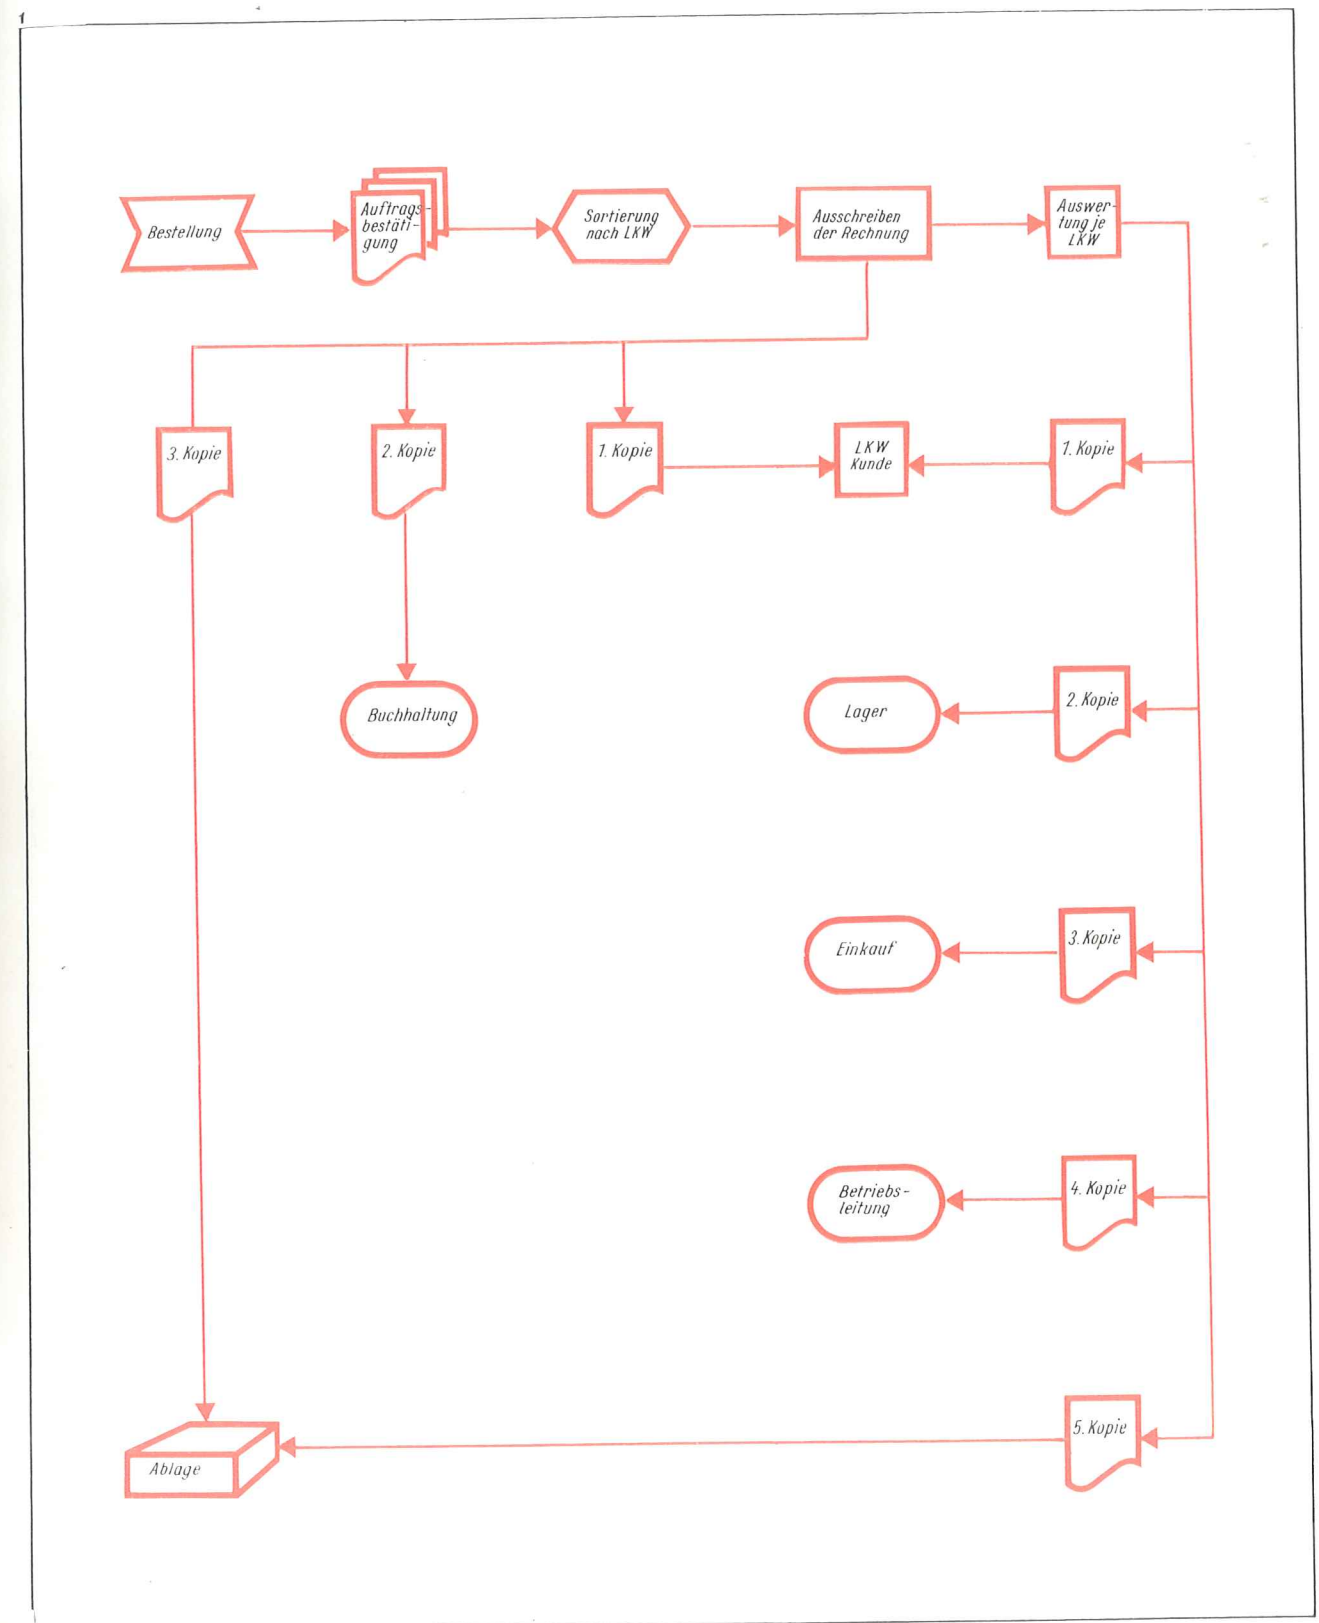 1
Bestellung
Auftrags-
bestäti-
gung
Sortierung
nach LKW
Ausschreiben
der Rechnung
Auswer-
tung je
LKW
3. Kopie
2. Kopie
1. Kopie
LKW
Kunde
1. Kopie
Buchhaltung
Lager
2. Kopie
Einkauf
3. Kopie
Betriebs-
leitung
4. Kopie
Ablage
5. Kopie